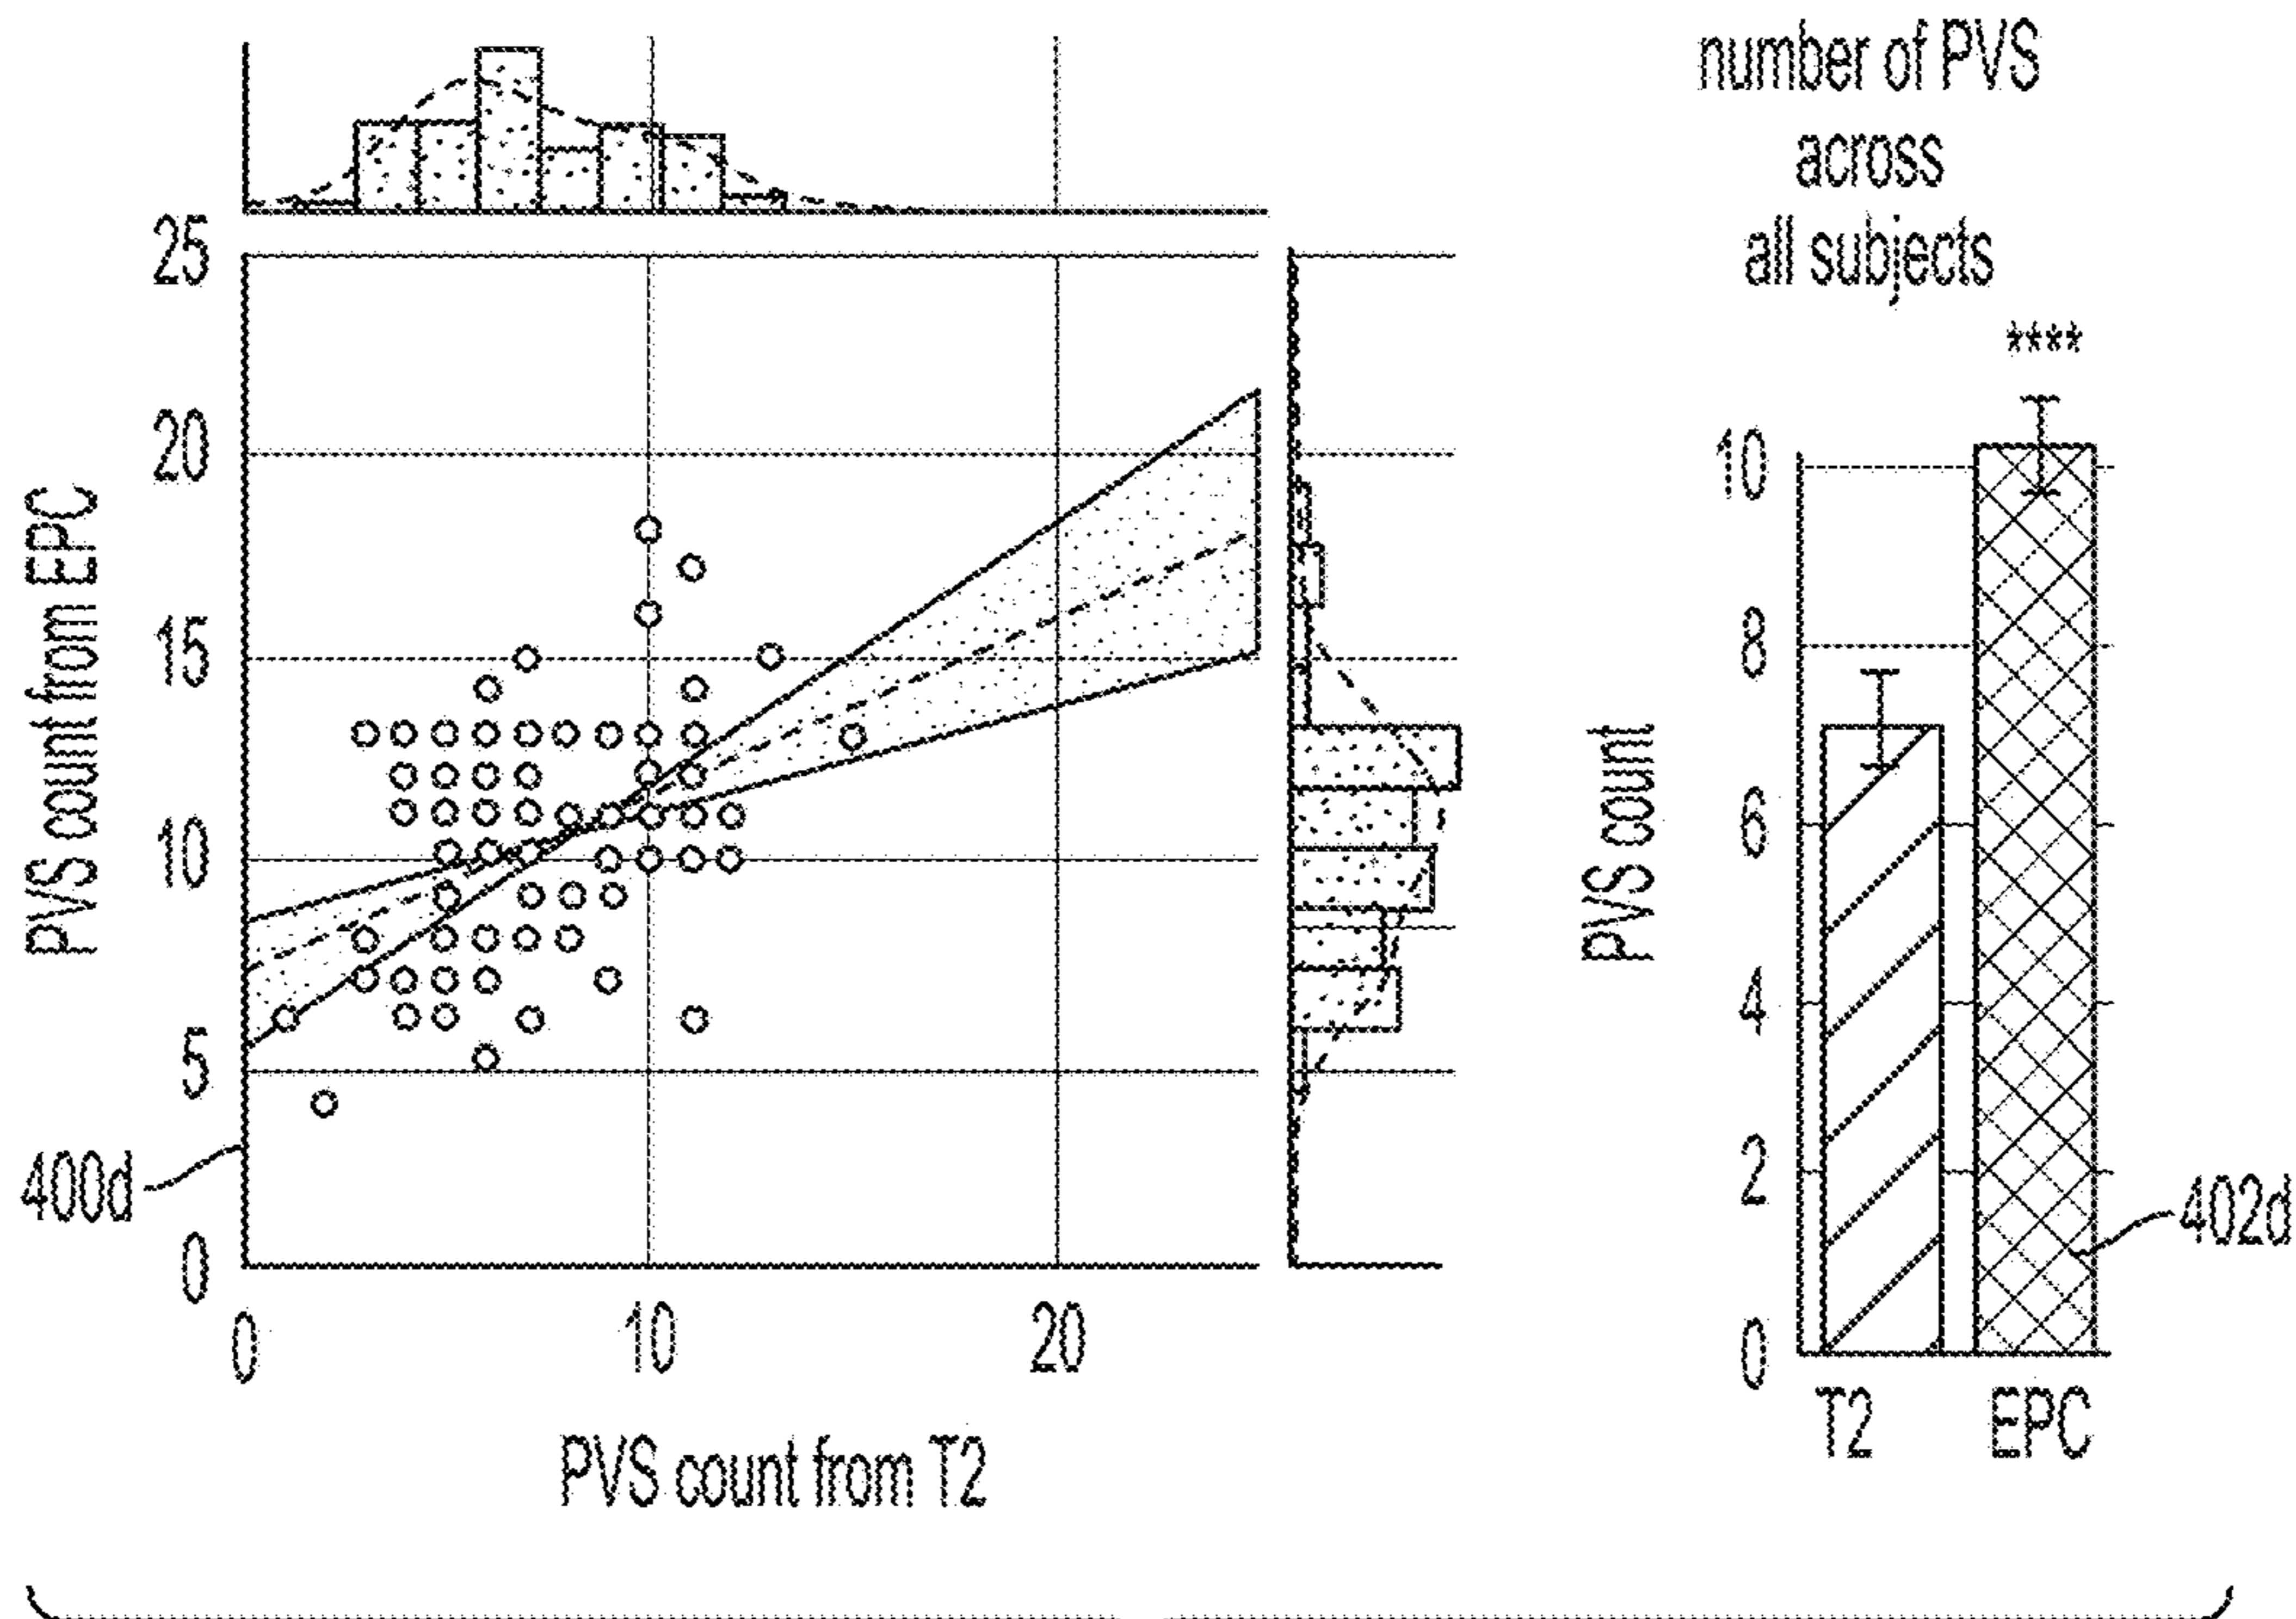 25
20
15
10
5
0
PVS count from EPC
400d
0
10
20
PVS count from T2
number of PVS
across
all subjects
****
10
8
6
4
2
0
PVS count
T2
EPC
402d